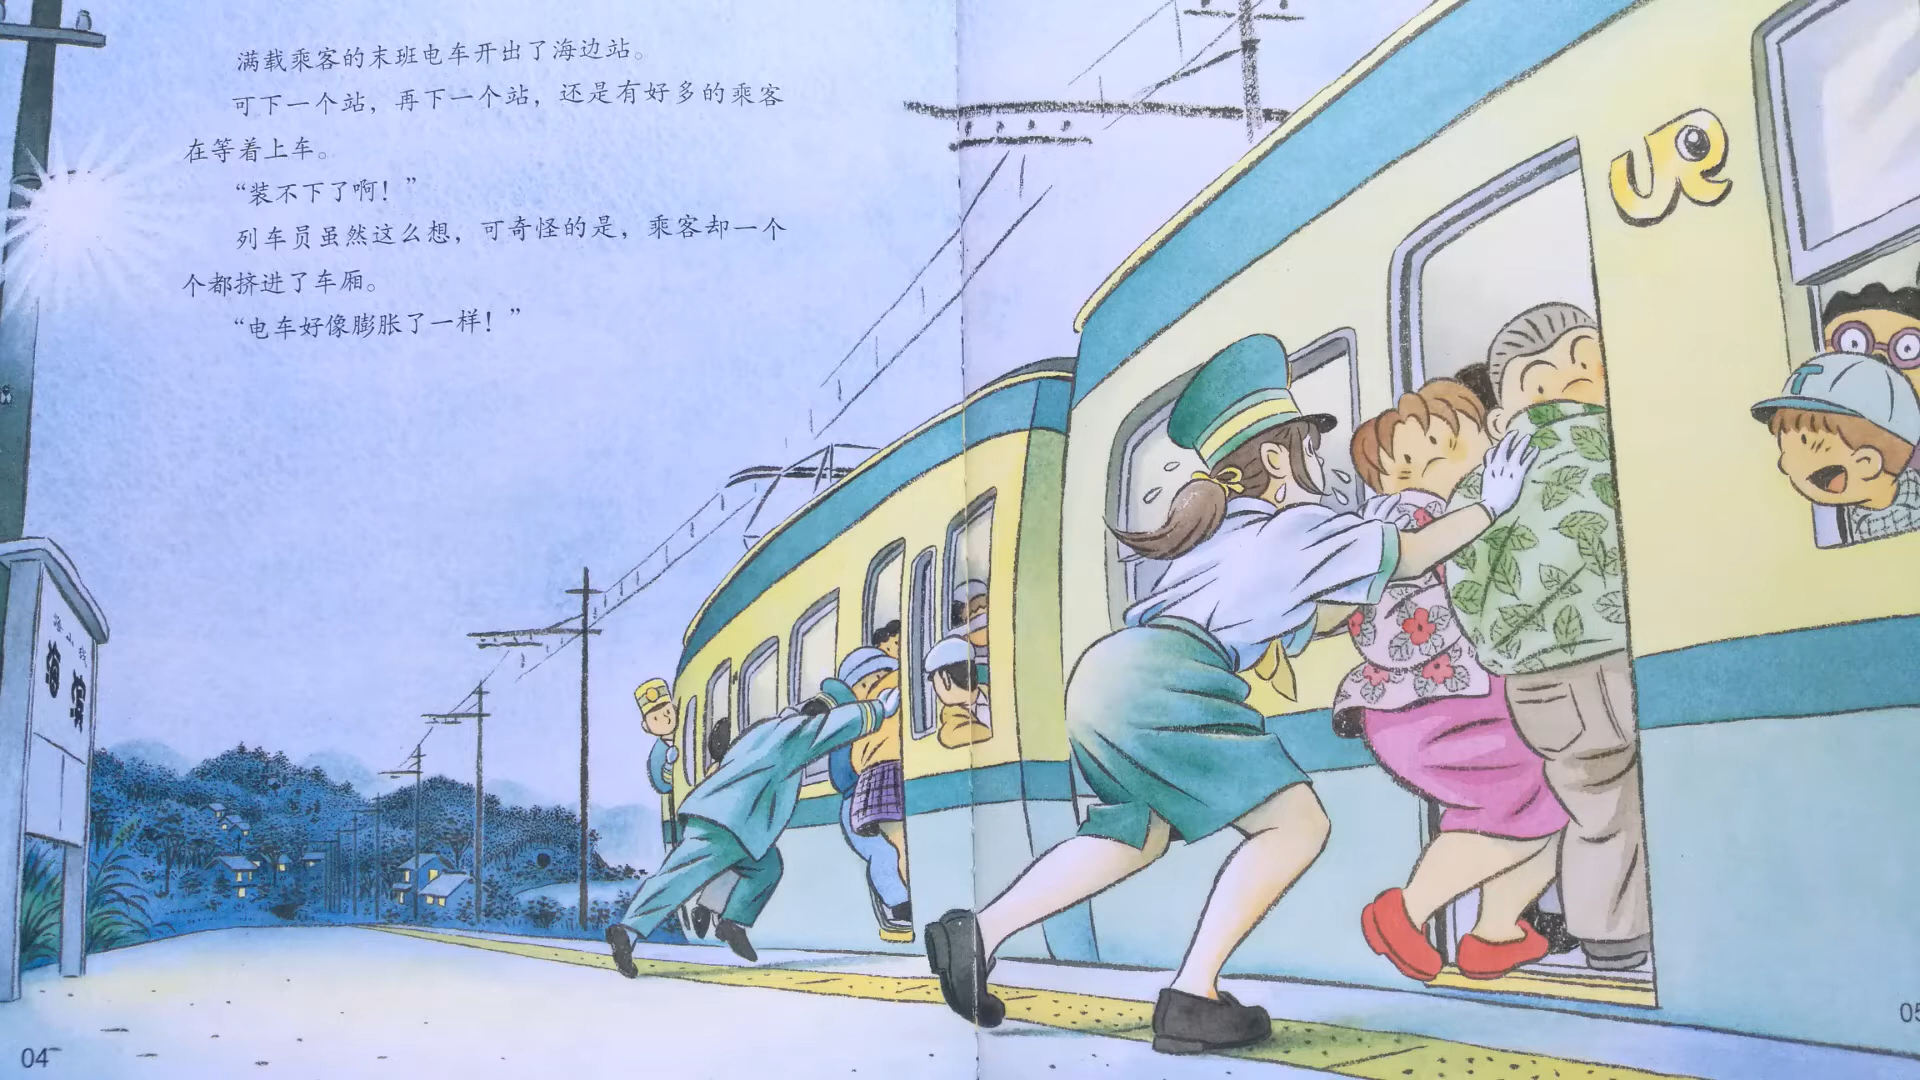 满载乘客的末班电车开出了海边站。
可下一个站，再下一个站，还是有好多的乘客
在等着上车。
“装不下了啊！”
列车员虽然这么想，可奇怪的是，乘客却一个
个都挤进了车厢。
“电车好像膨胀了一样！”
UR
T
海滨
04
05